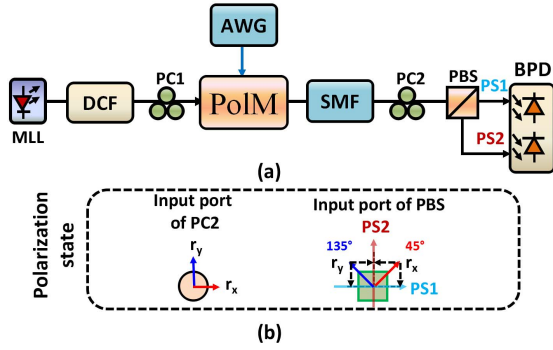 AWG
PC1
PC2
PBS
BPD
DCF
PolM
SMF
PS1
PS2
MLL
(a)
Polarization
state
Input port
of PC2
Input port of PBS
PS2
r_y
r_x
135°
45°
r_y
r_x
PS1
(b)